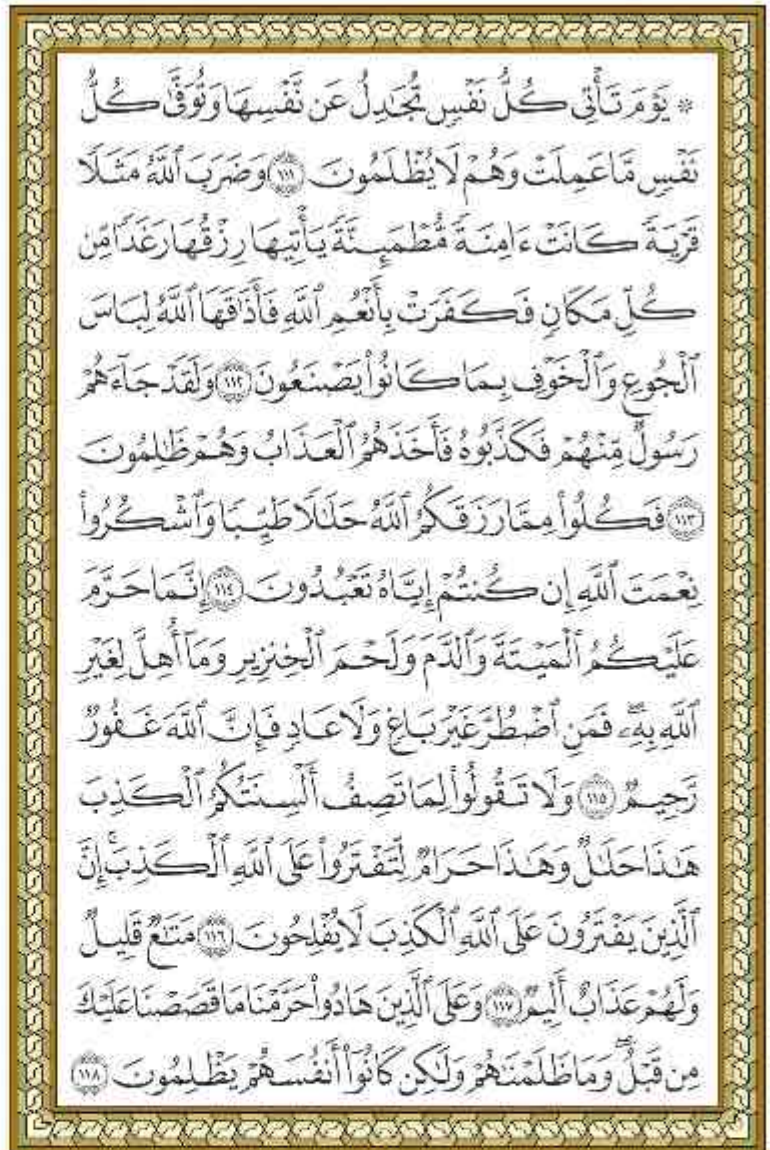 ۞ يَوْمَ تَأْتِى كُلُّ نَفْسٍ تُجَٰدِلُ عَن نَّفْسِهَا وَتُوَفَّىٰ كُلُّ
نَفْسٍ مَّا عَمِلَتْ وَهُمْ لَا يُظْلَمُونَ ﴿١١١﴾ وَضَرَبَ ٱللَّهُ مَثَلًا
قَرْيَةً كَانَتْ ءَامِنَةً مُّطْمَئِنَّةً يَأْتِيهَا رِزْقُهَا رَغَدًا مِّن
كُلِّ مَكَانٍ فَكَفَرَتْ بِأَنْعُمِ ٱللَّهِ فَأَذَٰقَهَا ٱللَّهُ لِبَاسَ
ٱلْجُوعِ وَٱلْخَوْفِ بِمَا كَانُوا۟ يَصْنَعُونَ ﴿١١٢﴾ وَلَقَدْ جَآءَهُمْ
رَسُولٌ مِّنْهُمْ فَكَذَّبُوهُ فَأَخَذَهُمُ ٱلْعَذَابُ وَهُمْ ظَٰلِمُونَ
﴿١١٣﴾ فَكُلُوا۟ مِمَّا رَزَقَكُمُ ٱللَّهُ حَلَٰلًا طَيِّبًا وَٱشْكُرُوا۟
نِعْمَتَ ٱللَّهِ إِن كُنتُمْ إِيَّاهُ تَعْبُدُونَ ﴿١١٤﴾ إِنَّمَا حَرَّمَ
عَلَيْكُمُ ٱلْمَيْتَةَ وَٱلدَّمَ وَلَحْمَ ٱلْخِنزِيرِ وَمَآ أُهِلَّ لِغَيْرِ
ٱللَّهِ بِهِۦ ۖ فَمَنِ ٱضْطُرَّ غَيْرَ بَاغٍ وَلَا عَادٍ فَإِنَّ ٱللَّهَ غَفُورٌ
رَّحِيمٌ ﴿١١٥﴾ وَلَا تَقُولُوا۟ لِمَا تَصِفُ أَلْسِنَتُكُمُ ٱلْكَذِبَ
هَٰذَا حَلَٰلٌ وَهَٰذَا حَرَامٌ لِّتَفْتَرُوا۟ عَلَى ٱللَّهِ ٱلْكَذِبَ ۚ إِنَّ
ٱلَّذِينَ يَفْتَرُونَ عَلَى ٱللَّهِ ٱلْكَذِبَ لَا يُفْلِحُونَ ﴿١١٦﴾ مَتَٰعٌ قَلِيلٌ
وَلَهُمْ عَذَابٌ أَلِيمٌ ﴿١١٧﴾ وَعَلَى ٱلَّذِينَ هَادُوا۟ حَرَّمْنَا مَا قَصَصْنَا عَلَيْكَ
مِن قَبْلُ ۖ وَمَا ظَلَمْنَٰهُمْ وَلَٰكِن كَانُوٓا۟ أَنفُسَهُمْ يَظْلِمُونَ ﴿١١٨﴾